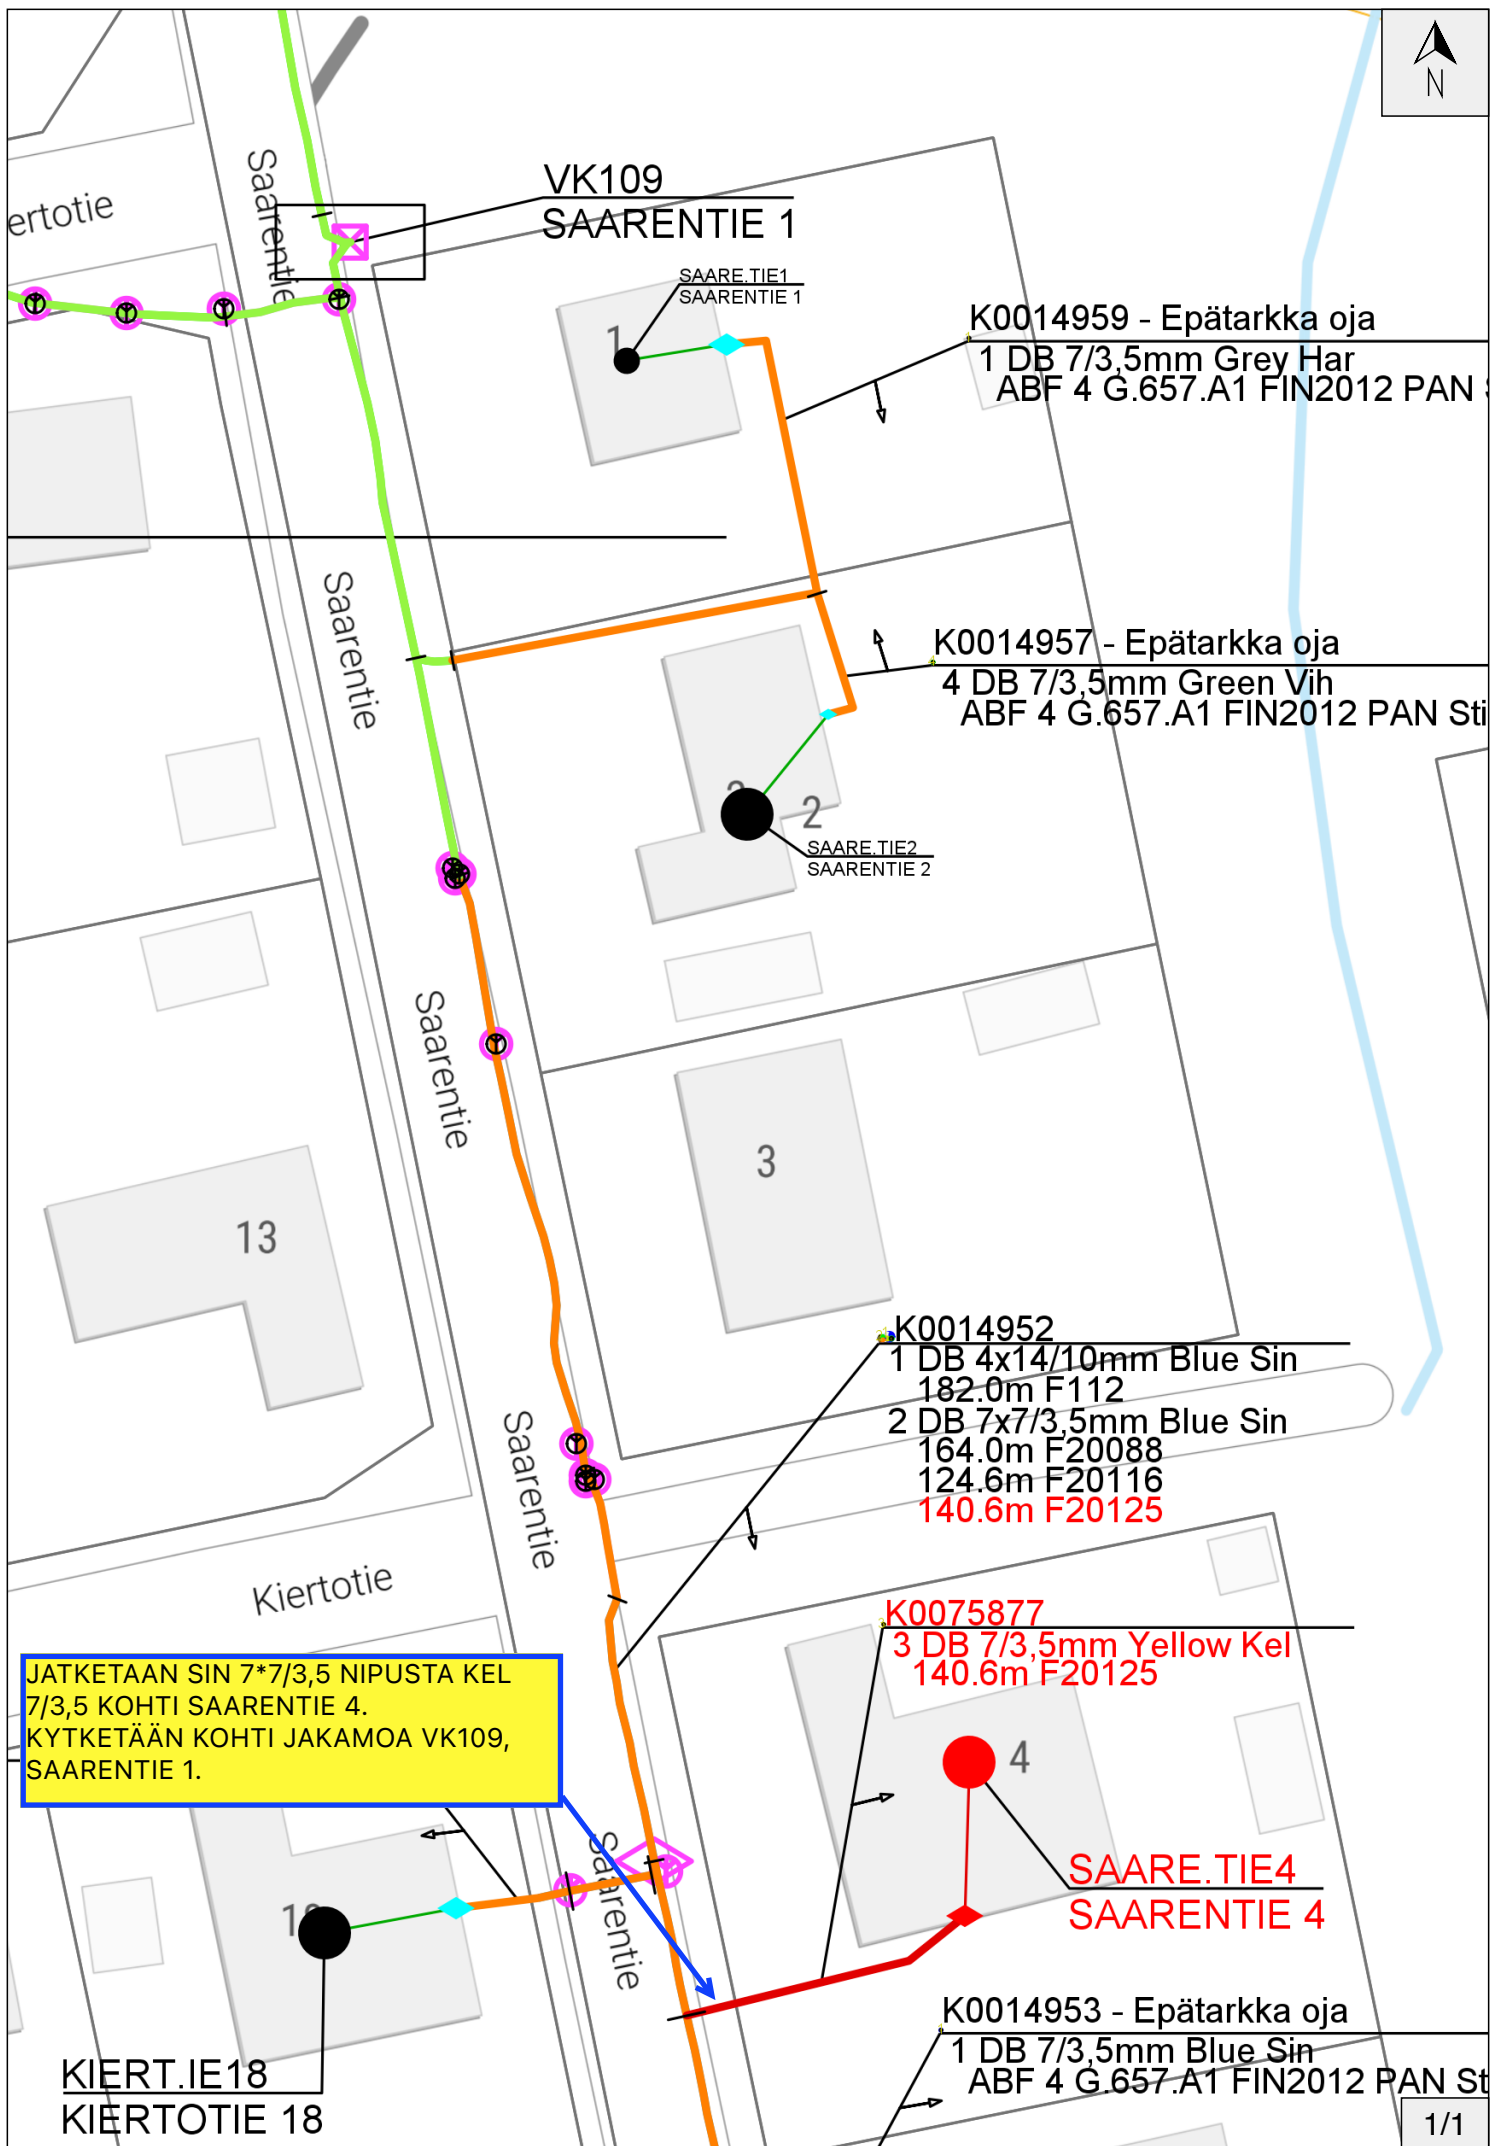 N
Saarentie
VK109
SAARENTIE 1
ertotie
SAARE.TIE1
SAARENTIE 1
1
K0014959 - Epätarkka oja
1 DB 7/3,5mm Grey Har
ABF 4 G.657.A1 FIN2012 PAN
Saarentie
K0014957 - Epätarkka oja
4 DB 7/3,5mm Green Vih
ABF 4 G.657.A1 FIN2012 PAN Sti
2
SAARE.TIE2
SAARENTIE 2
Saarentie
3
13
K0014952
1 DB 4x14/10mm Blue Sin
182.0m F112
2 DB 7x7/3,5mm Blue Sin
164.0m F20088
124.6m F20116
140.6m F20125
Saarentie
Kiertotie
K0075877
3 DB 7/3,5mm Yellow Kel
140.6m F20125
JATKETAAN SIN 7*7/3,5 NIPUSTA KEL
7/3,5 KOHTI SAARENTIE 4.
KYTKETÄÄN KOHTI JAKAMOA VK109,
SAARENTIE 1.
4
SAARE.TIE4
SAARENTIE 4
Saarentie
K0014953 - Epätarkka oja
1 DB 7/3,5mm Blue Sin
ABF 4 G.657.A1 FIN2012 PAN St
KIERT.IE18
KIERTOTIE 18
1/1